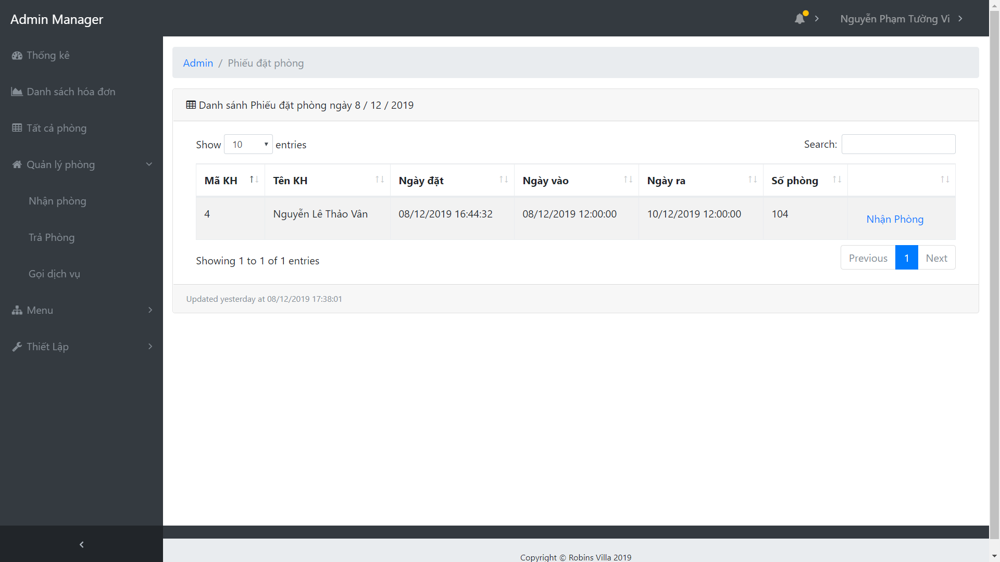 Admin Manager
Nguyễn Phạm Tường Vi
Thống kê
Danh sách hóa đơn
Tất cả phòng
Quản lý phòng
Nhận phòng
Trả Phòng
Gọi dịch vụ
Menu
Thiết Lập
Admin / Phiếu đặt phòng
Danh sánh Phiếu đặt phòng ngày 8 / 12 / 2019
Show 10 entries
Search:
Mã KH Tên KH Ngày đặt Ngày vào Ngày ra Số phòng
4 Nguyễn Lê Thảo Vân 08/12/2019 16:44:32 08/12/2019 12:00:00 10/12/2019 12:00:00 104 Nhận Phòng
Showing 1 to 1 of 1 entries
Previous 1 Next
Updated yesterday at 08/12/2019 17:38:01
Copyright © Robins Villa 2019